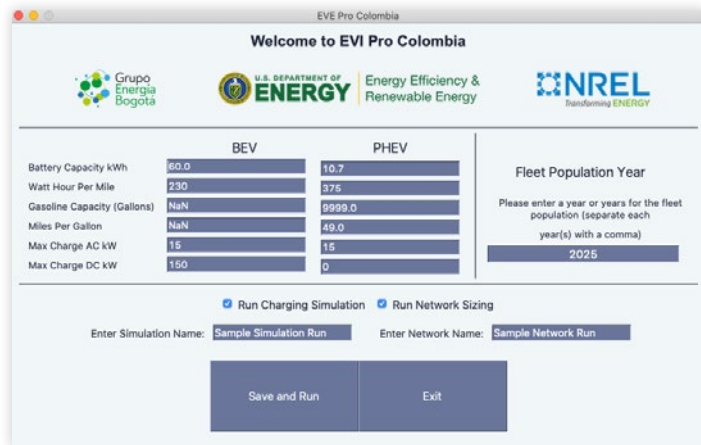 EVE Pro Colombia
Welcome to EVI Pro Colombia
Grupo
Energía
Bogotá
U.S. DEPARTMENT OF
ENERGY
Energy Efficiency &
Renewable Energy
NREL
Transforming ENERGY
BEV PHEV
Battery Capacity kWh 60.0 10.7
Watt Hour Per Mile 230 375
Gasoline Capacity (Gallons) NaN 9999.0
Miles Per Gallon NaN 49.0
Max Charge AC kW 15 15
Max Charge DC kW 150 0
Fleet Population Year
Please enter a year or years for the fleet
population (separate each
year(s) with a comma)
2025
Run Charging Simulation Run Network Sizing
Enter Simulation Name: Sample Simulation Run Enter Network Name: Sample Network Run
Save and Run Exit